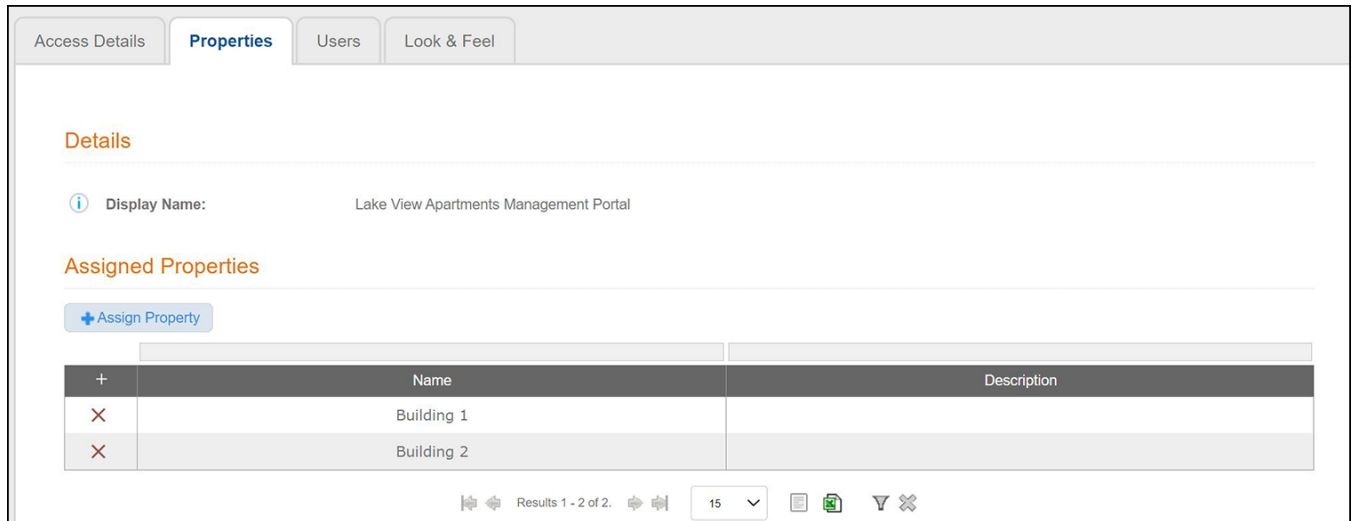 Access Details Properties Users Look & Feel
Details
Display Name: Lake View Apartments Management Portal
Assigned Properties
Assign Property
+ Name Description
Building 1
Building 2
Results 1 - 2 of 2. 15